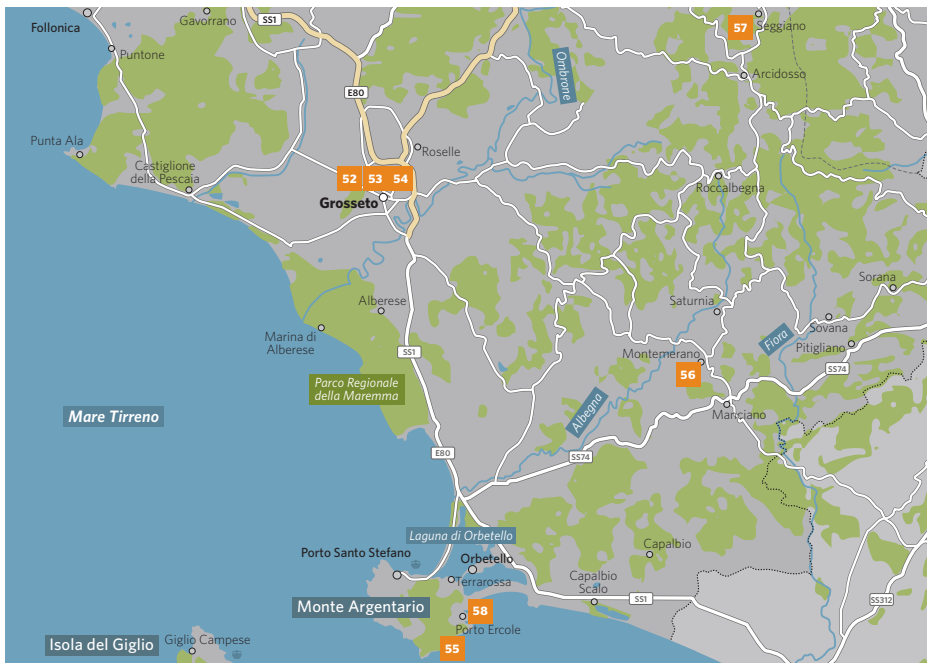 Follonica
Gavorrano
SS1
57
Seggiano
Puntone
Ombrone
Arcidosso
E80
Punta Ala
Roselle
Castiglione
della Pescaia
52
53
54
Roccalbegna
Grosseto
Sorana
Alberese
Saturnia
Marina di
Alberese
Sovana
Fiora
Pitigliano
SS1
Montemerano
SS74
56
Parco Regionale
della Maremma
Albegna
Manciano
Mare Tirreno
E80
SS74
Laguna di Orbetello
Capalbio
Porto Santo Stefano
Orbetello
Terrarossa
Capalbio
Scalo
SS1
SS312
Monte Argentario
58
Porto Ercole
Isola del Giglio
Giglio Campese
55